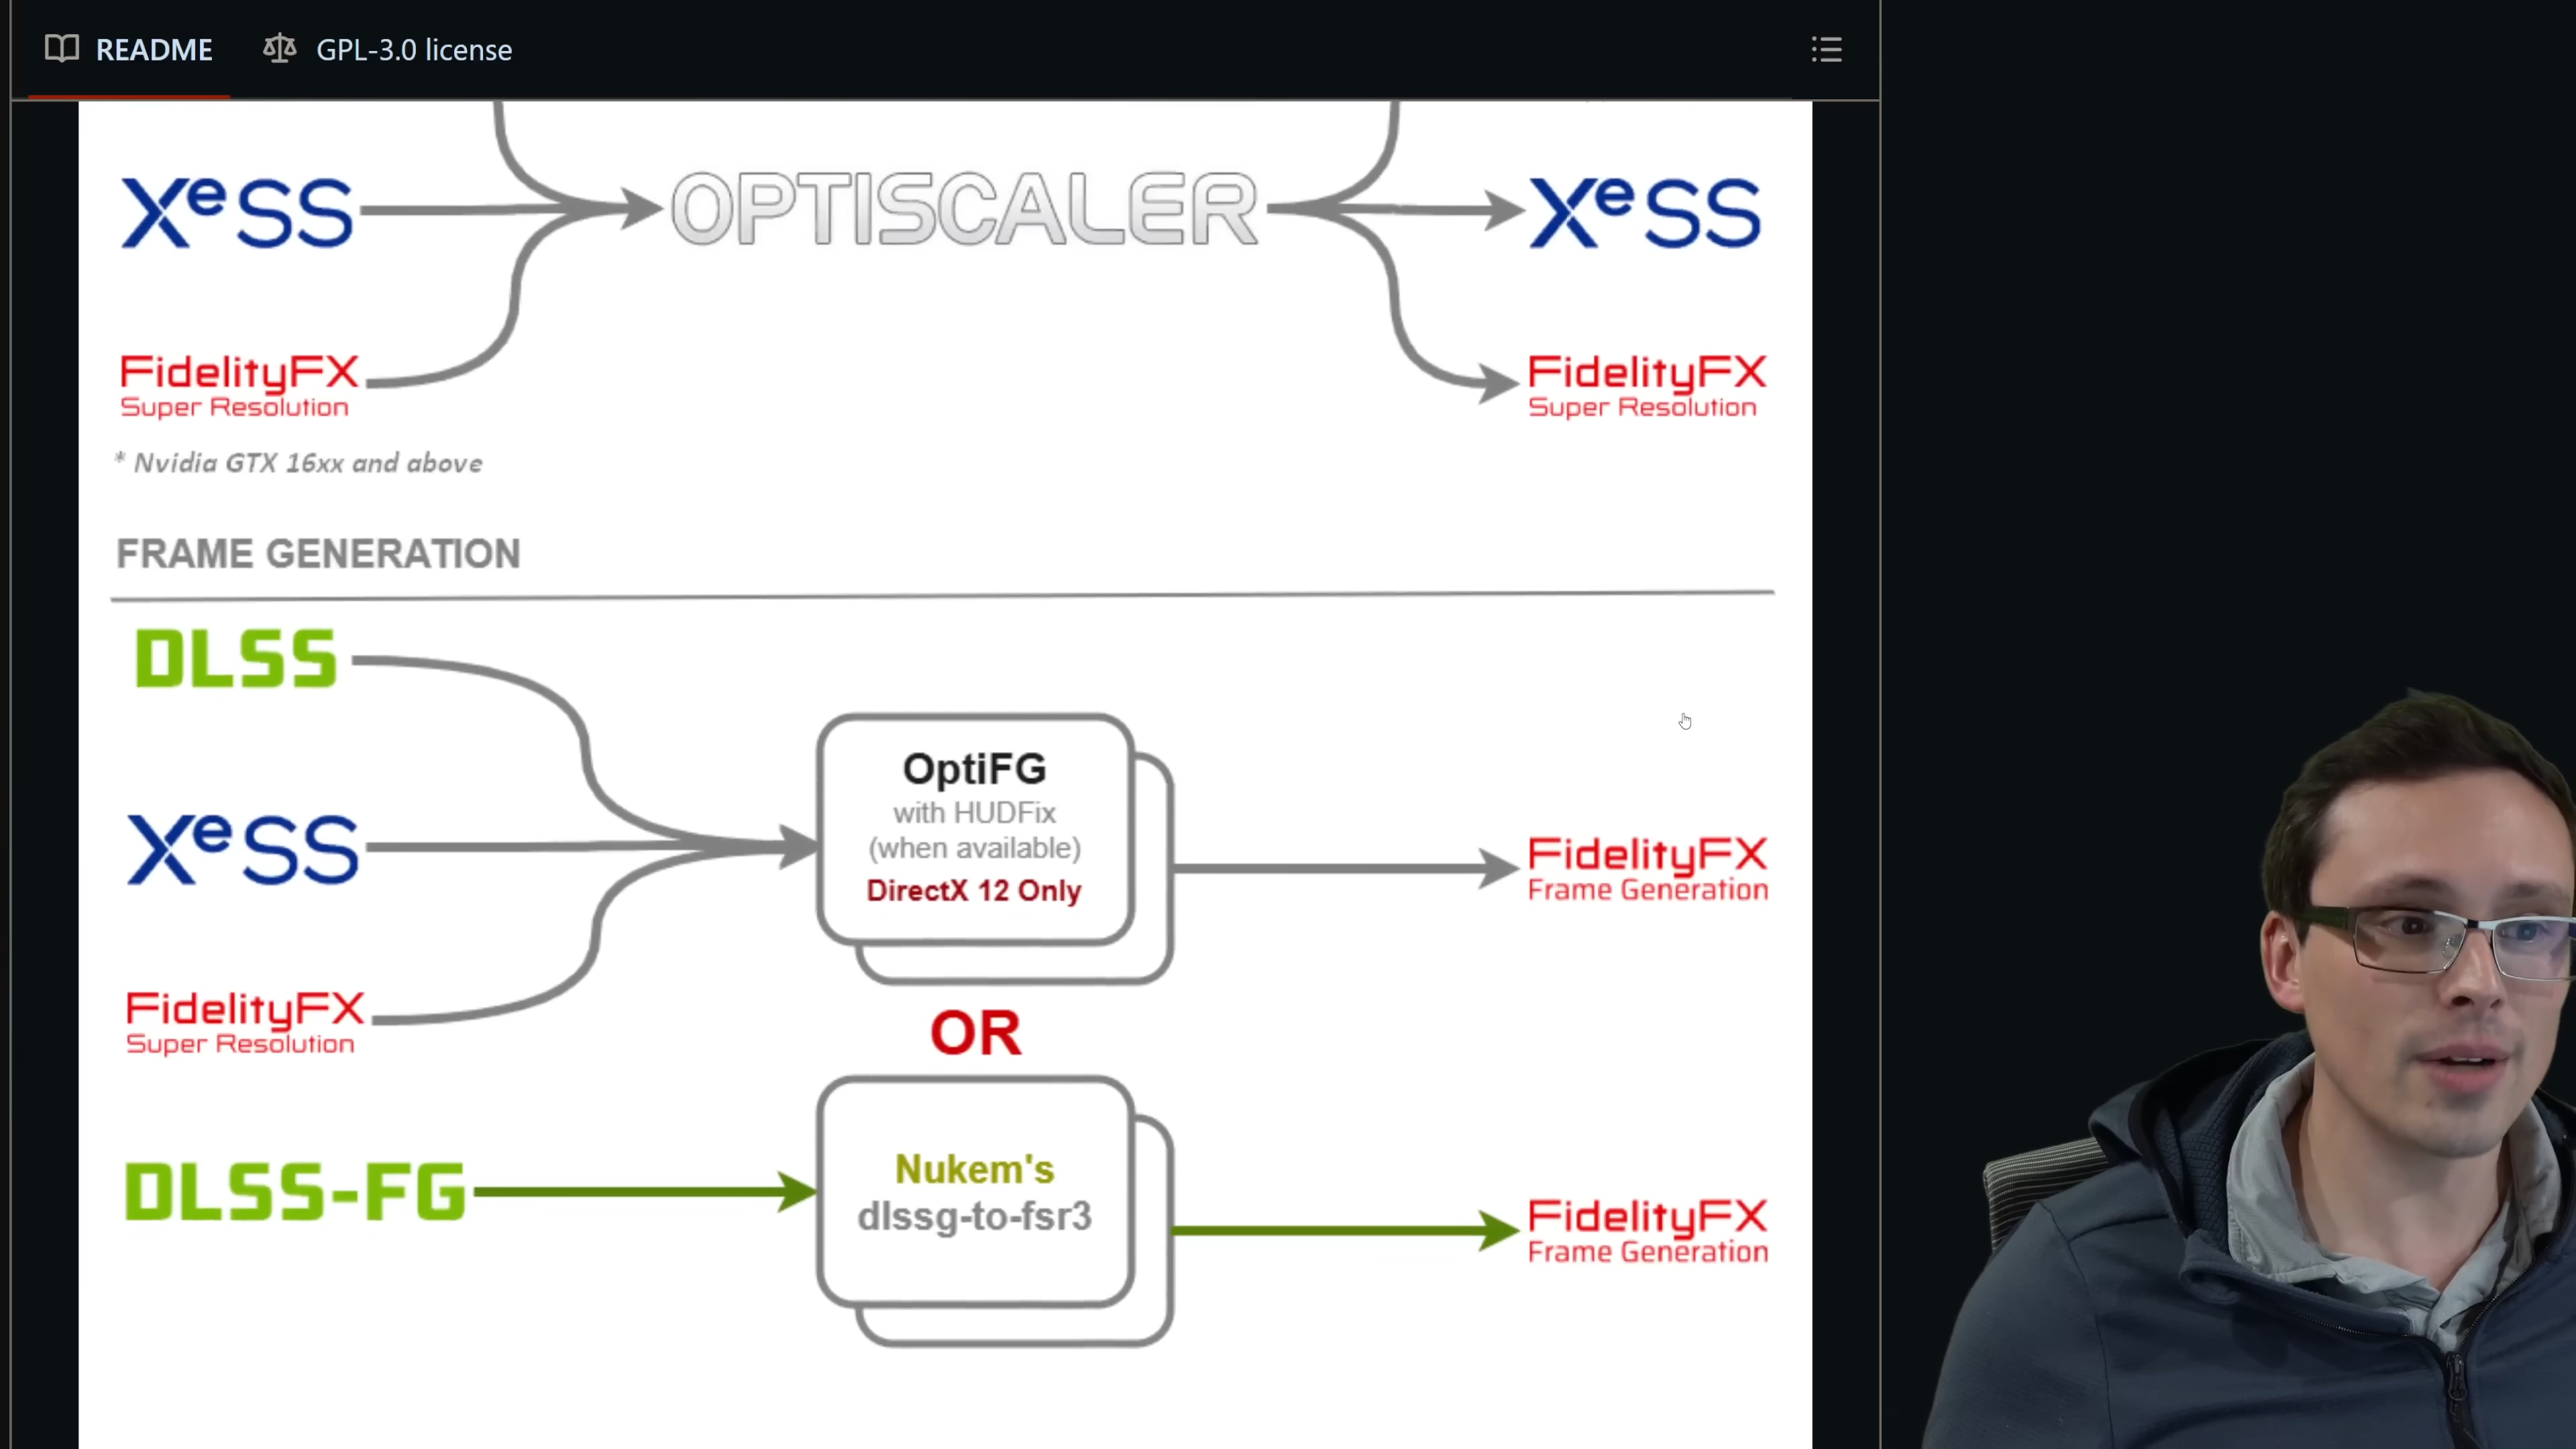 README
GPL-3.0 license
XeSS
OPTISCALER
XeSS
FidelityFX
Super Resolution
FidelityFX
Super Resolution
* Nvidia GTX 16xx and above
FRAME GENERATION
DLSS
OptiFG
with HUDFix
(when available)
DirectX 12 Only
XeSS
FidelityFX
Frame Generation
FidelityFX
Super Resolution
OR
DLSS-FG
Nukem's
dlssg-to-fsr3
FidelityFX
Frame Generation